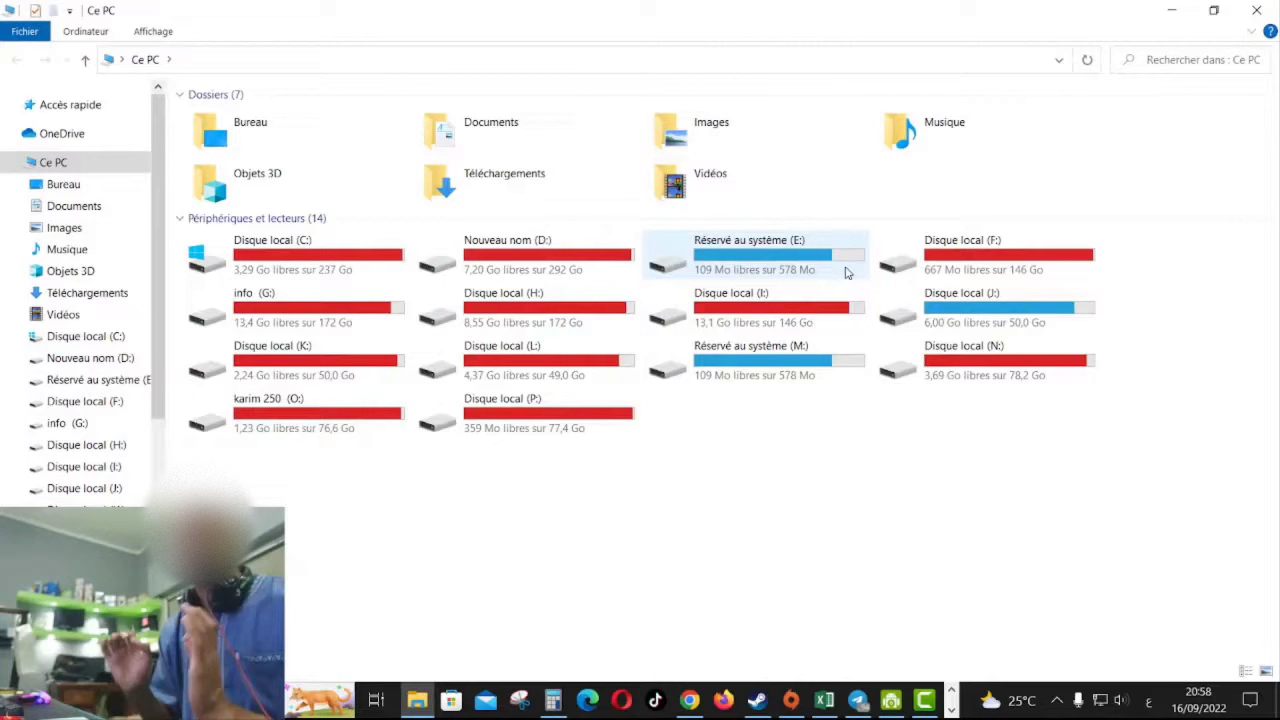 Ce PC
Fichier
Ordinateur
Affichage
Ce PC
Rechercher dans : Ce PC
Accès rapide
OneDrive
Ce PC
Bureau
Documents
Images
Musique
Objets 3D
Téléchargements
Vidéos
Disque local (C:)
Nouveau nom (D:)
Réservé au système (E
Disque local (F:)
info (G:)
Disque local (H:)
Disque local (I:)
Disque local (J:)
Dossiers (7)
Bureau
Documents
Images
Musique
Objets 3D
Téléchargements
Vidéos
Périphériques et lecteurs (14)
Disque local (C:)
3,29 Go libres sur 237 Go
Nouveau nom (D:)
7,20 Go libres sur 292 Go
Réservé au système (E:)
109 Mo libres sur 578 Mo
Disque local (F:)
667 Mo libres sur 146 Go
info (G:)
13,4 Go libres sur 172 Go
Disque local (H:)
8,55 Go libres sur 172 Go
Disque local (I:)
13,1 Go libres sur 146 Go
Disque local (J:)
6,00 Go libres sur 50,0 Go
Disque local (K:)
2,24 Go libres sur 50,0 Go
Disque local (L:)
4,37 Go libres sur 49,0 Go
Réservé au système (M:)
109 Mo libres sur 578 Mo
Disque local (N:)
3,69 Go libres sur 78,2 Go
karim 250 (O:)
1,23 Go libres sur 76,6 Go
Disque local (P:)
359 Mo libres sur 77,4 Go
25°C
ع
20:58
16/09/2022